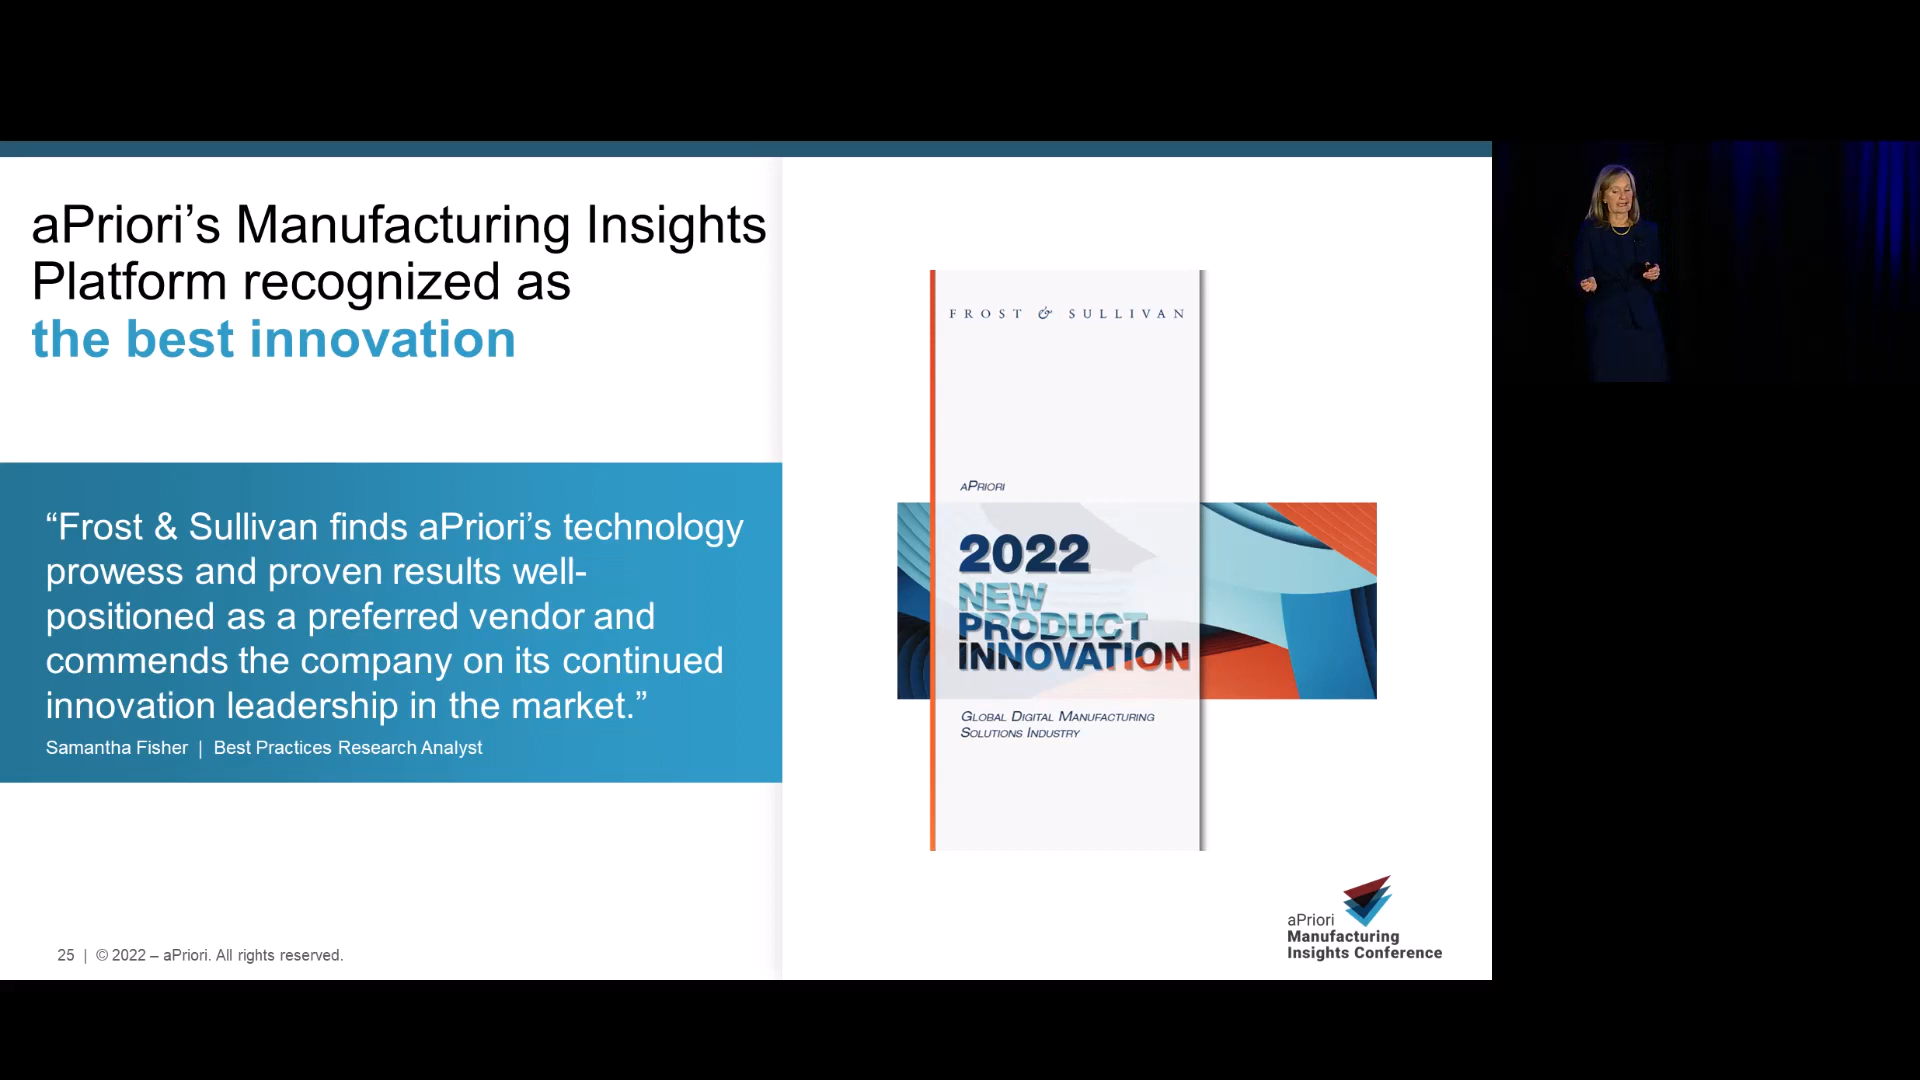 aPriori’s Manufacturing Insights
Platform recognized as
the best innovation
“Frost & Sullivan finds aPriori’s technology
prowess and proven results well-
positioned as a preferred vendor and
commends the company on its continued
innovation leadership in the market.”
Samantha Fisher | Best Practices Research Analyst
25 | © 2022 – aPriori. All rights reserved.
FROST & SULLIVAN
aPriori
2022
NEW
PRODUCT
INNOVATION
Global Digital Manufacturing
Solutions Industry
aPriori
Manufacturing
Insights Conference